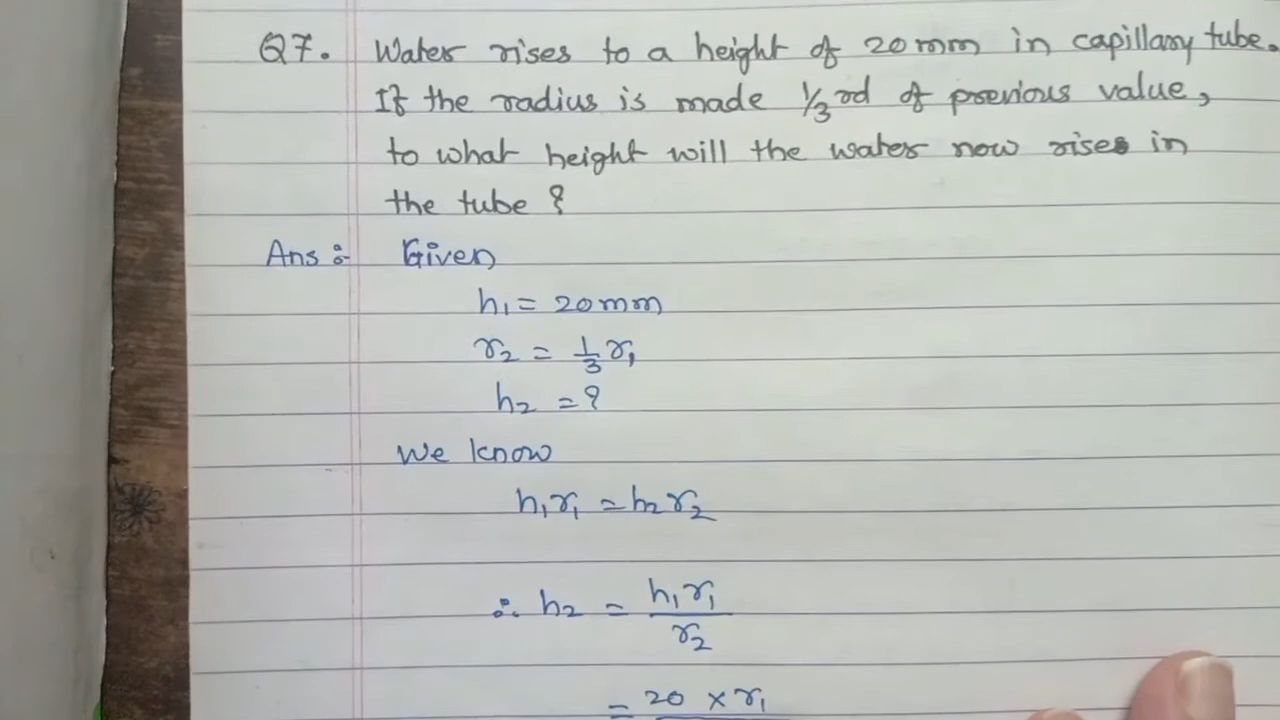 Q7. Water rises to a height of 20mm in capillary tube.
If the radius is made 1/3rd of previous value,
to what height will the water now rises in
the tube ?
Ans : Given
h₁ = 20mm
r₂ = 1/3 r₁
h₂ = ?
We know
h₁r₁ = h₂r₂
∴ h₂ = h₁r₁ / r₂
= 20 × r₁